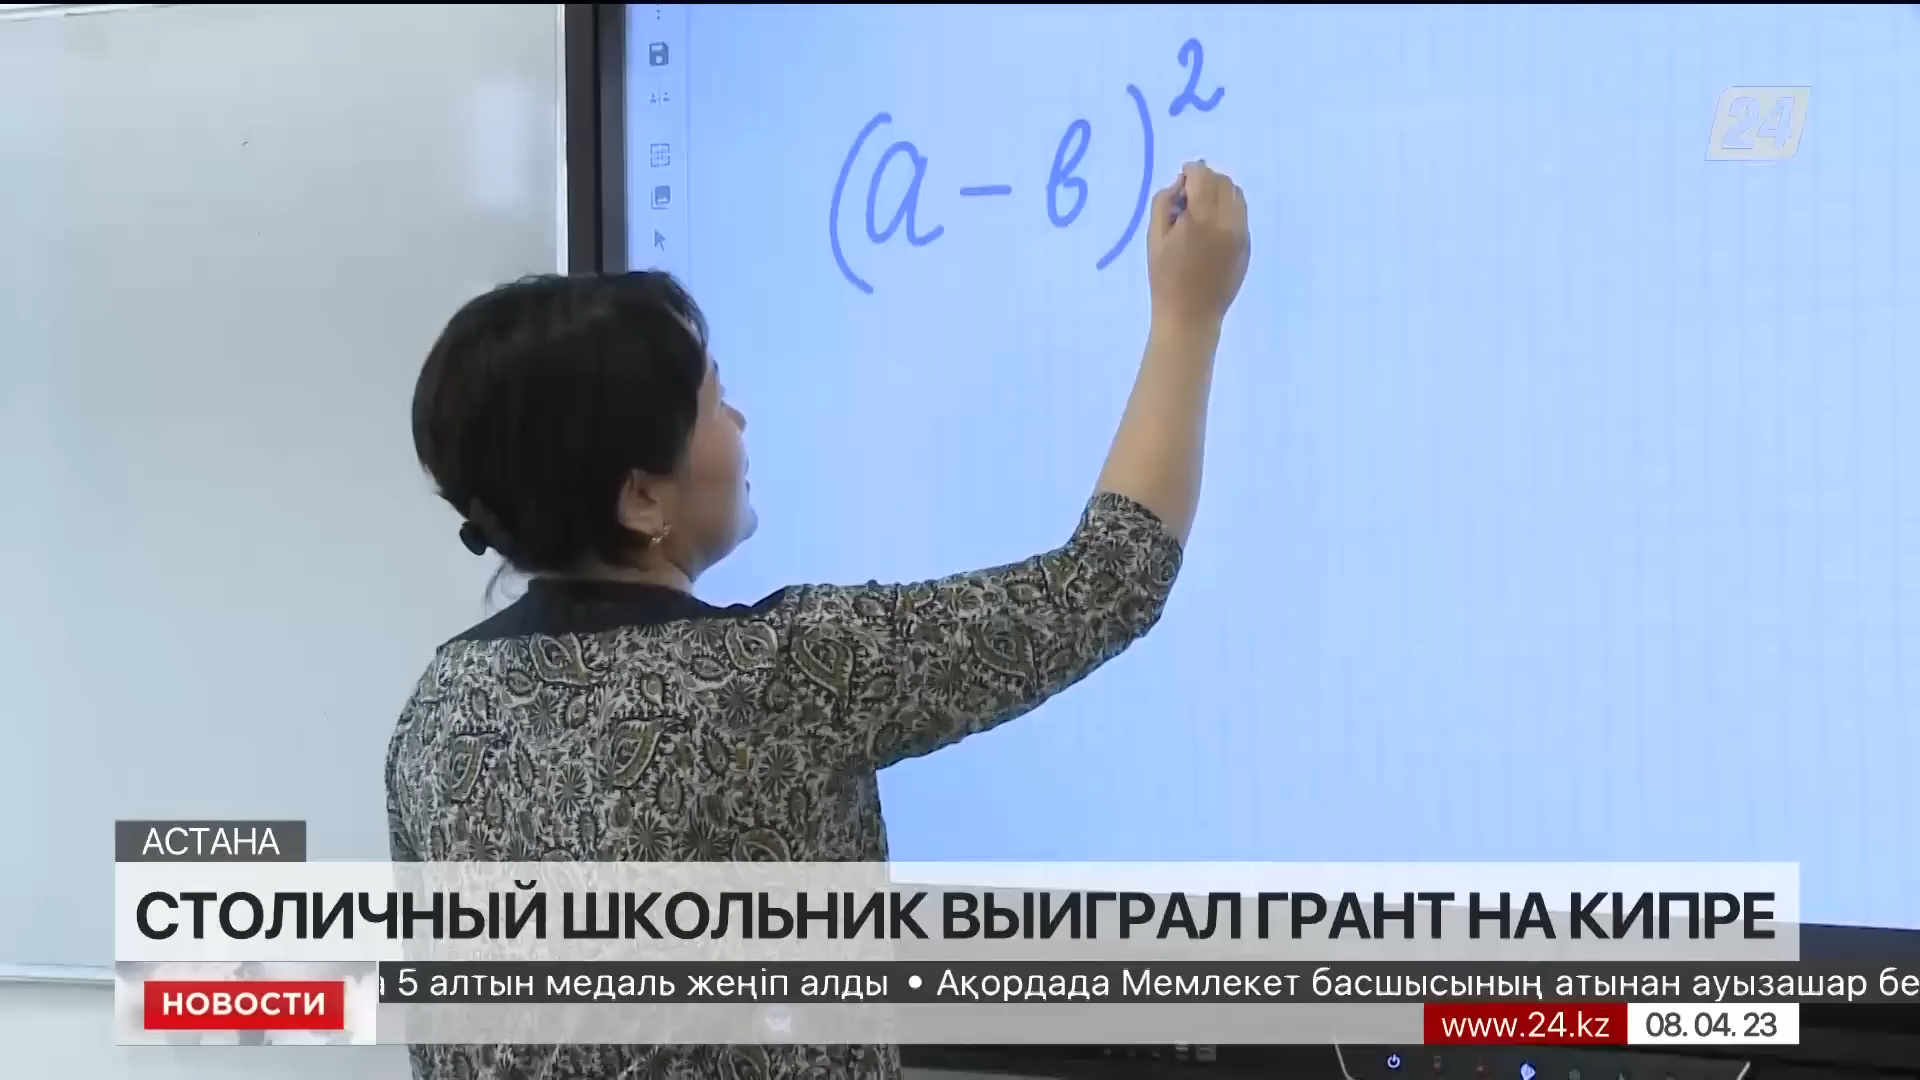 (а - в)²
24
АСТАНА
СТОЛИЧНЫЙ ШКОЛЬНИК ВЫИГРАЛ ГРАНТ НА КИПРЕ
5 алтын медаль жеңіп алды • Ақордада Мемлекет басшысының атынан ауызашар бе
НОВОСТИ
www.24.kz 08.04.23